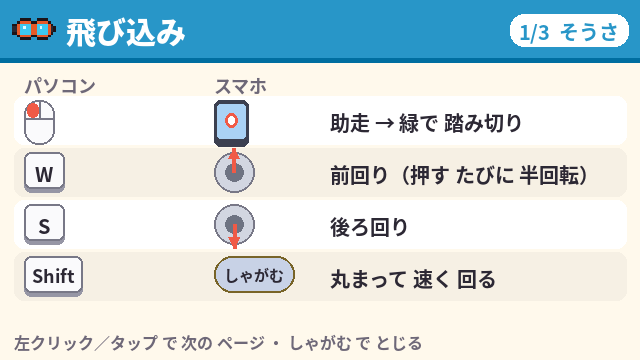 飛び込み
1/3 そうさ
パソコン スマホ
助走 → 緑で 踏み切り
W 前回り（押す たびに 半回転）
S 後ろ回り
Shift しゃがむ 丸まって 速く 回る
左クリック／タップ で 次の ページ ・ しゃがむ で とじる